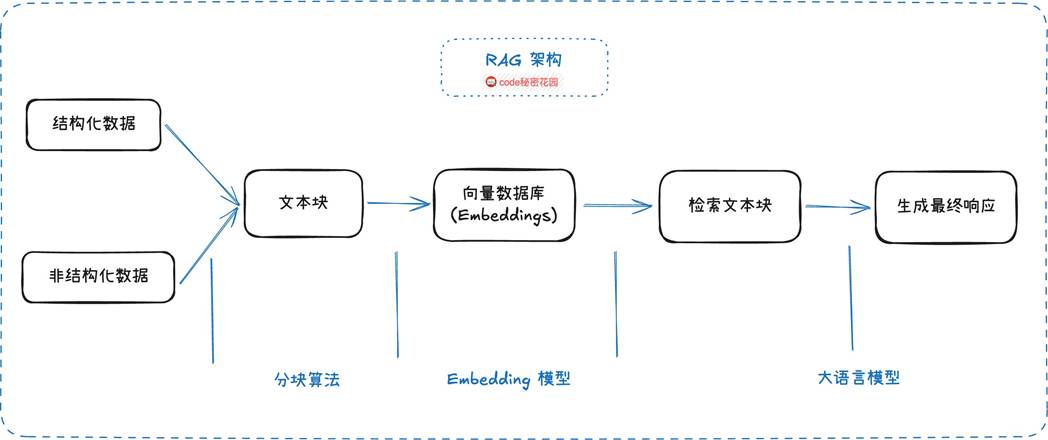 RAG 架构
code秘密花园
结构化数据
非结构化数据
文本块
向量数据库
(Embeddings)
检索文本块
生成最终响应
分块算法
Embedding 模型
大语言模型